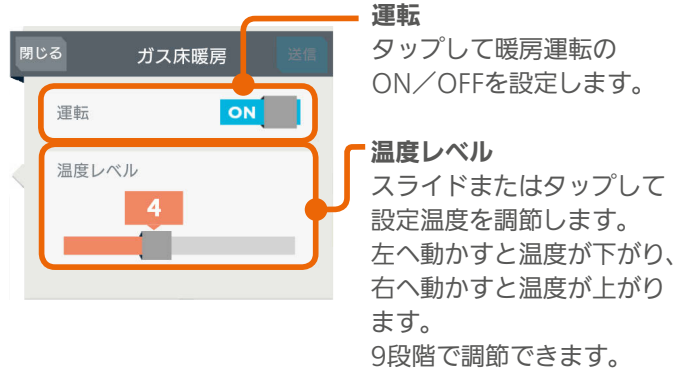 閉じる
ガス床暖房
送信
運転
ON
温度レベル
4
運転
タップして暖房運転の
ON／OFFを設定します。
温度レベル
スライドまたはタップして
設定温度を調節します。
左へ動かすと温度が下がり、
右へ動かすと温度が上がり
ます。
9段階で調節できます。